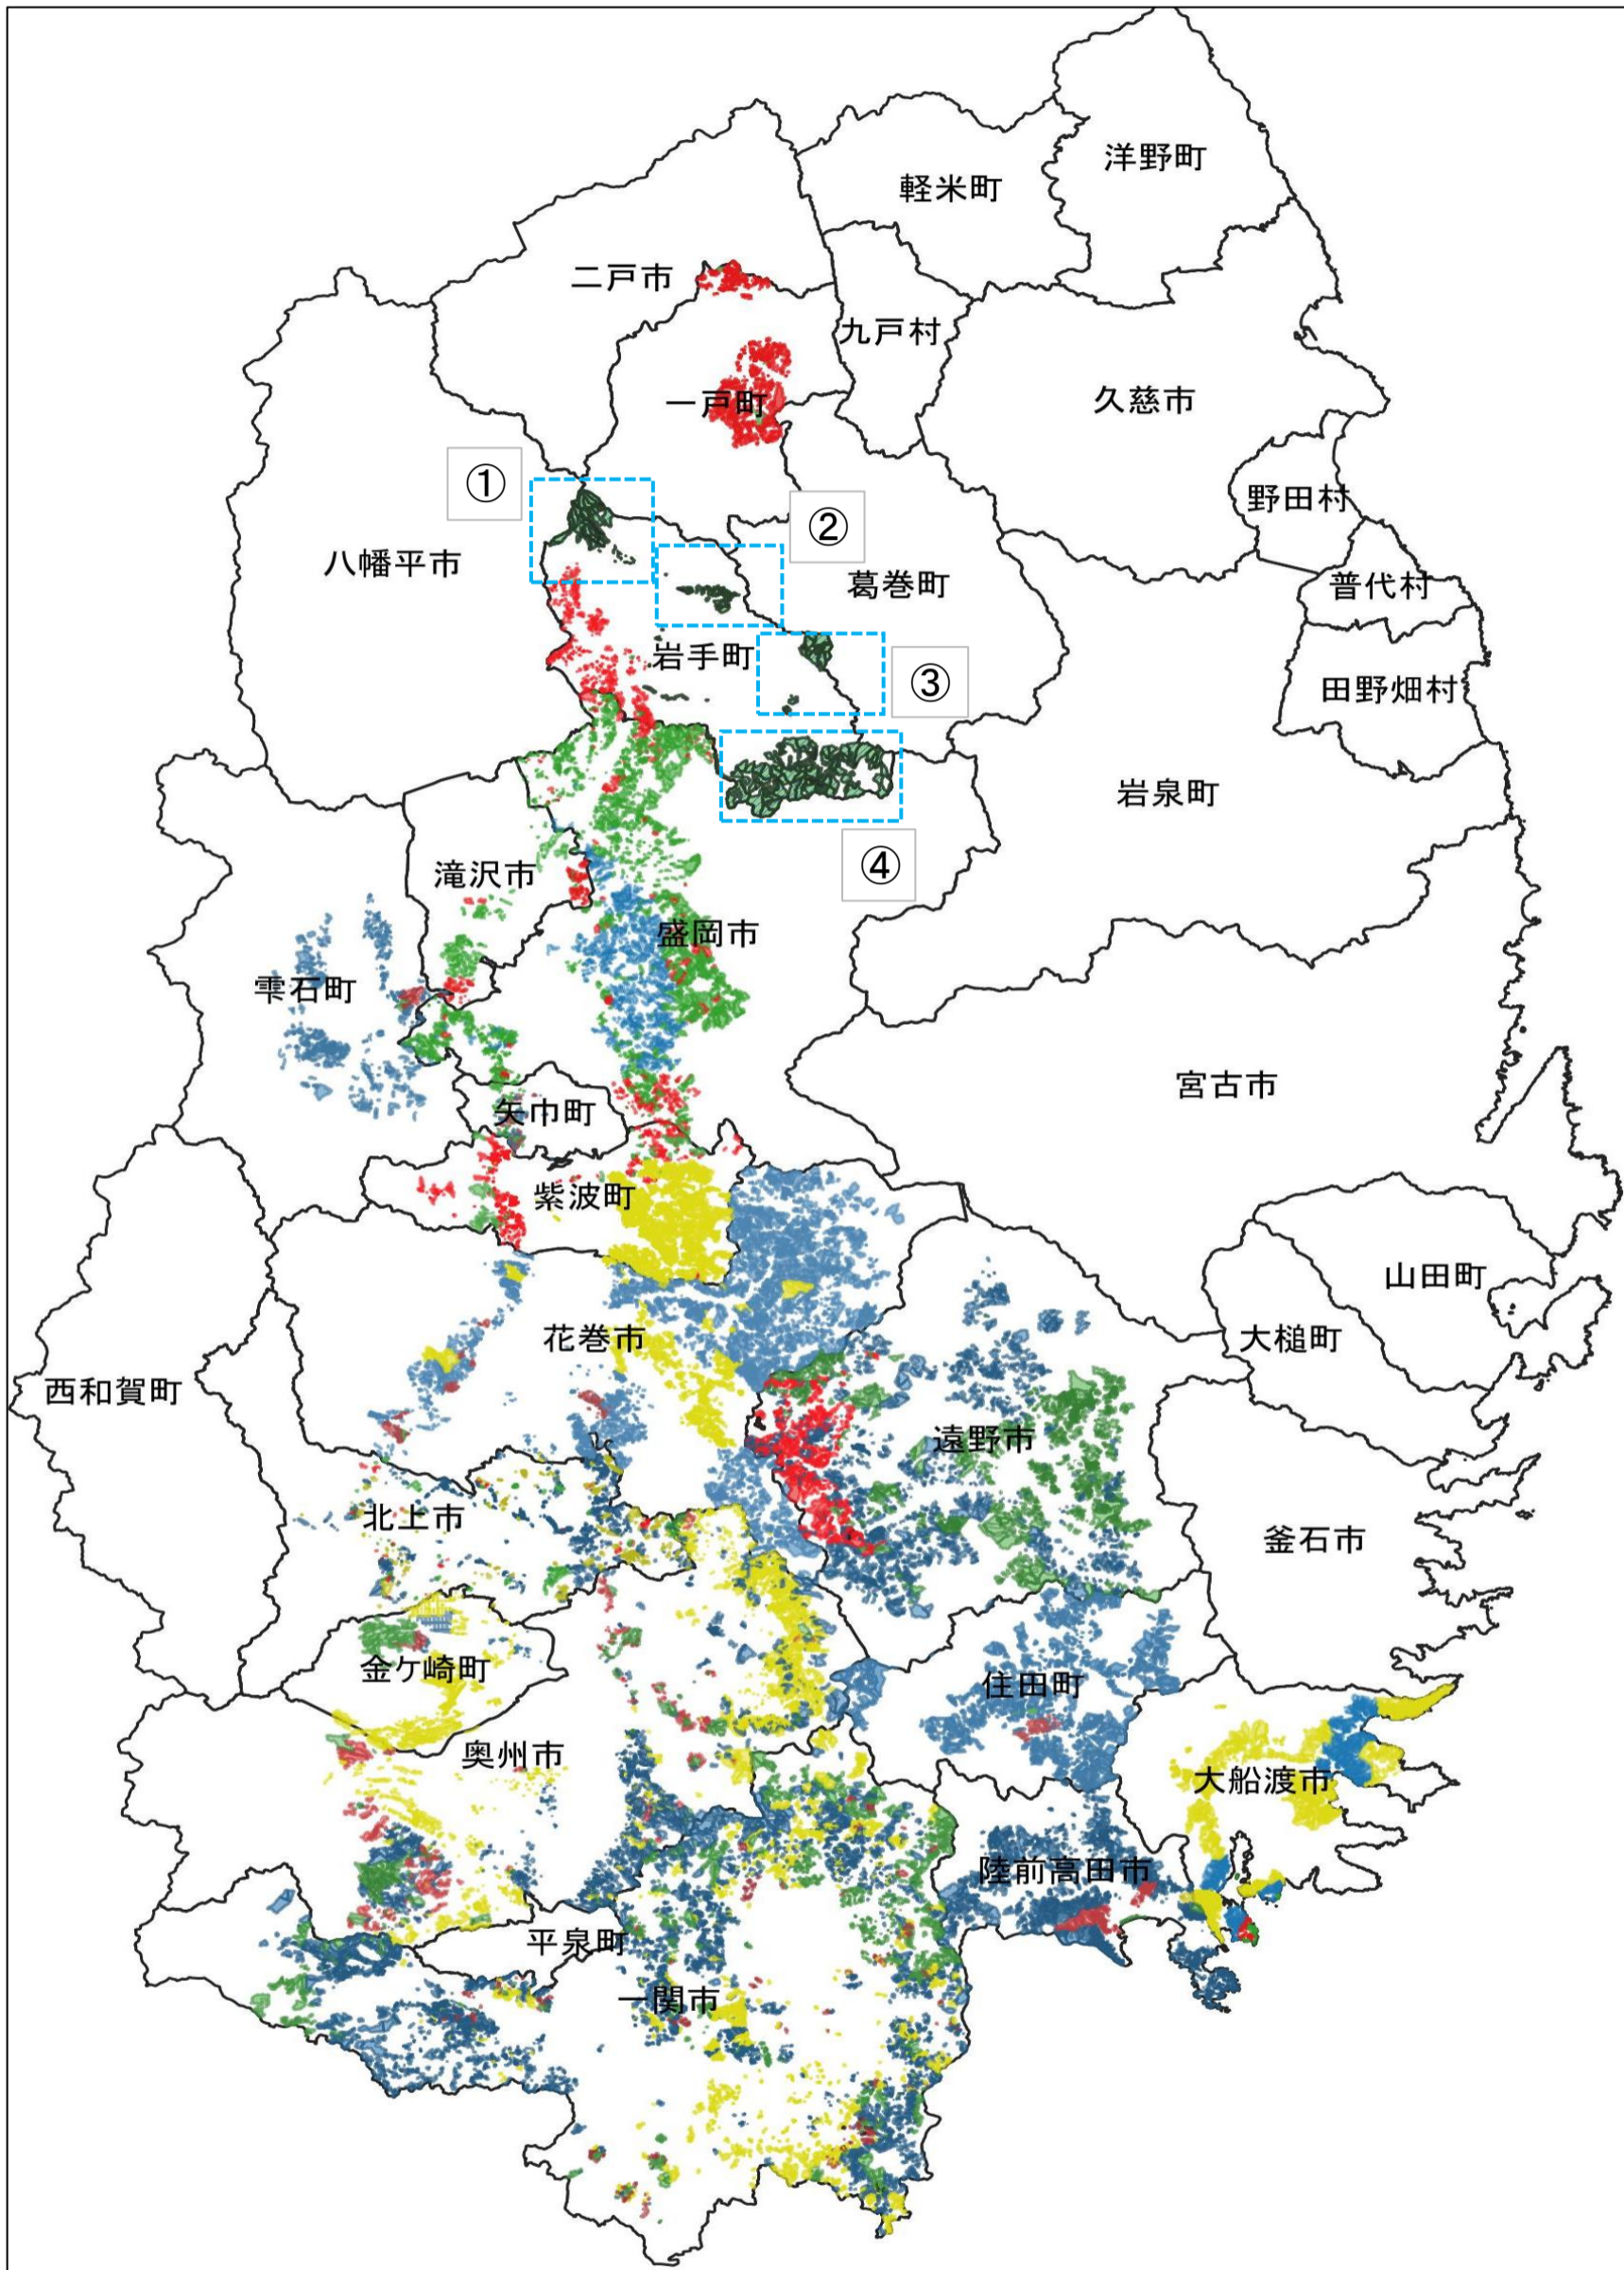 洋野町
軽米町
二戸市
九戸村
一戸町
久慈市
①
野田村
②
八幡平市
葛巻町
普代村
岩手町
③
田野畑村
岩泉町
④
滝沢市
盛岡市
雫石町
宮古市
矢巾町
紫波町
山田町
花巻市
大槌町
西和賀町
遠野市
北上市
釜石市
金ケ崎町
住田町
奥州市
大船渡市
陸前高田市
平泉町
一関市